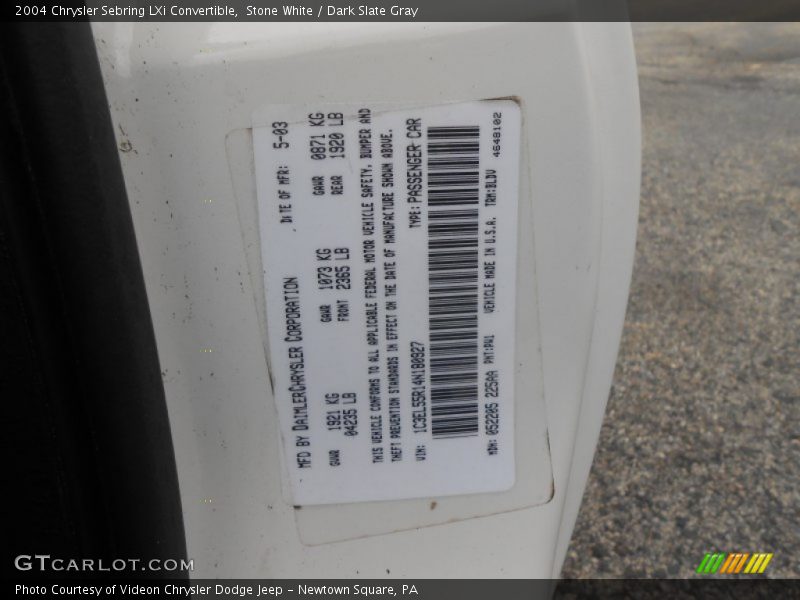 2004 Chrysler Sebring LXi Convertible, Stone White / Dark Slate Gray
MFD BY DAIMLERCHRYSLER CORPORATION DATE OF MFR: 5-03
GVWR 1921 KG 04235 LB
GAWR FRONT 1073 KG 2365 LB
GAWR REAR 0871 KG 1920 LB
THIS VEHICLE CONFORMS TO ALL APPLICABLE FEDERAL MOTOR VEHICLE SAFETY, BUMPER AND
THEFT PREVENTION STANDARDS IN EFFECT ON THE DATE OF MANUFACTURE SHOWN ABOVE.
VIN: 1C3EL55R14N180927 TYPE: PASSENGER CAR
MDH: 052205 225AA PNT:PW1 VEHICLE MADE IN U.S.A. TRM:BLDV 4648102
GTcarlot.com
Photo Courtesy of Videon Chrysler Dodge Jeep – Newtown Square, PA